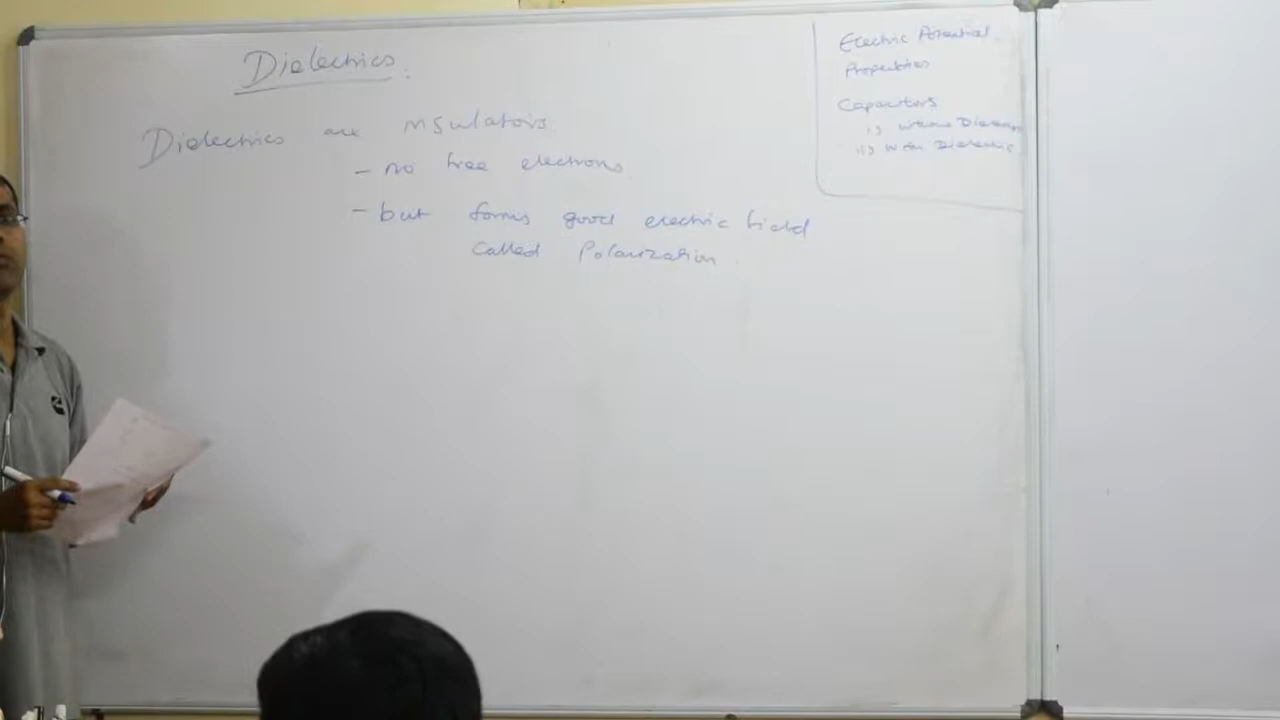 Dielectrics.
Dielectrics are insulators
- no free electrons
- but forms good electric field
called Polarization.
Electric Potential.
Properties
Capacitors
i) without Dielectric
ii) with Dielectric